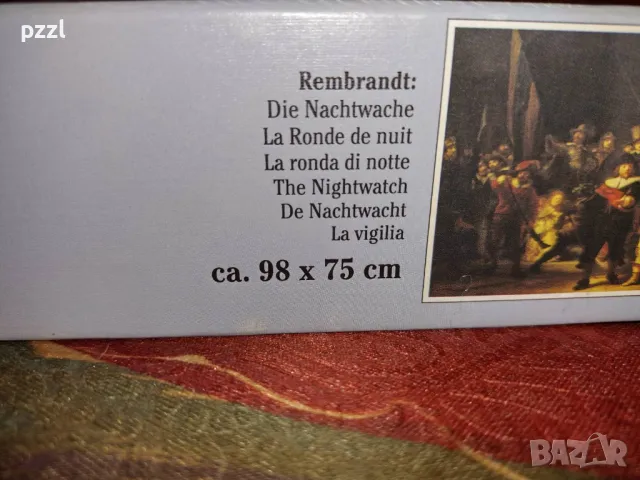 pzzl
Rembrandt:
Die Nachtwache
La Ronde de nuit
La ronda di notte
The Nightwatch
De Nachtwacht
La vigilia
ca. 98 x 75 cm
BAZAR